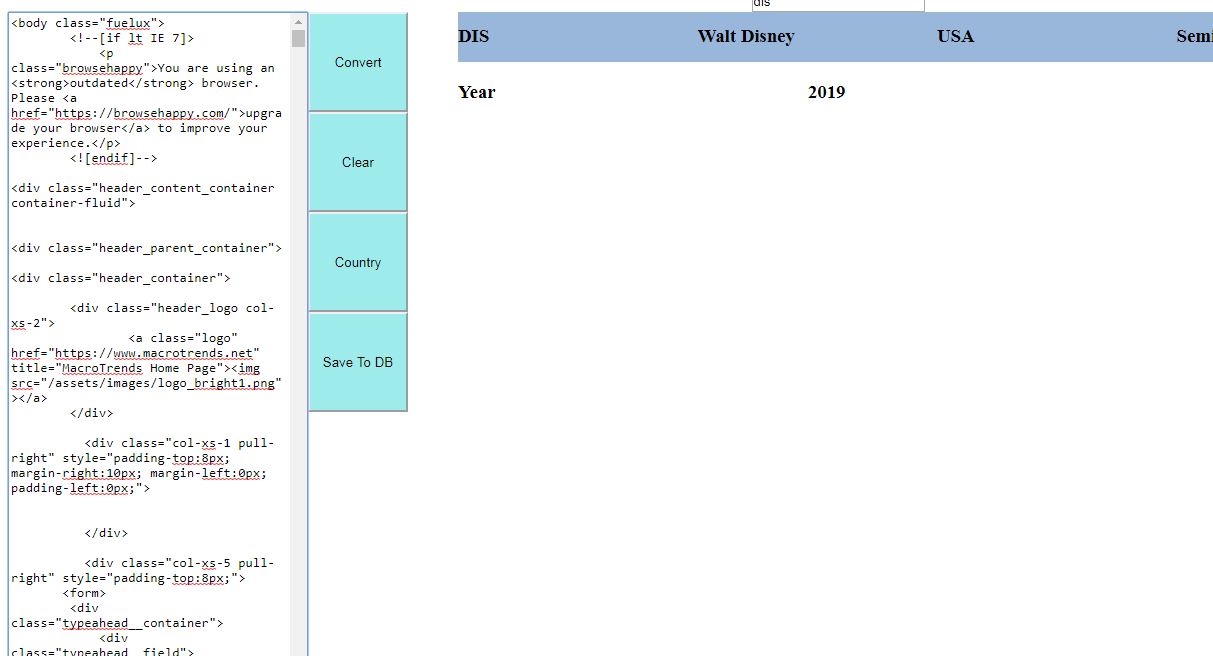 dis
<body class="fuelux">
<!--[if lt IE 7]>
<p
class="browsehappy">You are using an
<strong>outdated</strong> browser.
Please <a
href="https://browsehappy.com/">upgra
de your browser</a> to improve your
experience.</p>
<![endif]-->
<div class="header_content_container
container-fluid">
<div class="header_parent_container">
<div class="header_container">
<div class="header_logo col-
xs-2">
<a class="logo"
href="https://www.macrotrends.net"
title="MacroTrends Home Page"><img
src="/assets/images/logo_bright1.png"
></a>
</div>
<div class="col-xs-1 pull-
right" style="padding-top:8px;
margin-right:10px; margin-left:0px;
padding-left:0px;">
</div>
<div class="col-xs-5 pull-
right" style="padding-top:8px;">
<form>
<div
class="typeahead__container">
<div
class="typeahead__field">
Convert
Clear
Country
Save To DB
DIS Walt Disney USA Semi
Year 2019